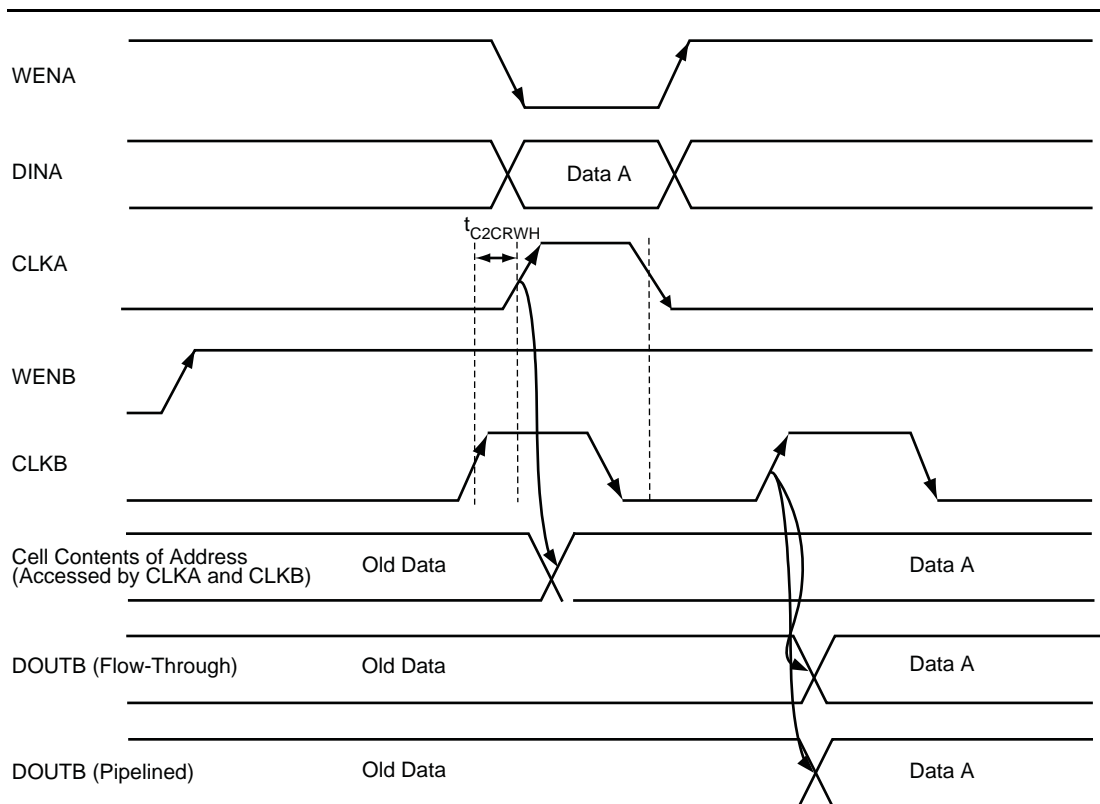 WENA
DINA
Data A
tC2CRWH
CLKA
WENB
CLKB
Cell Contents of Address
(Accessed by CLKA and CLKB)
Old Data
Data A
DOUTB (Flow-Through)
Old Data
Data A
DOUTB (Pipelined)
Old Data
Data A